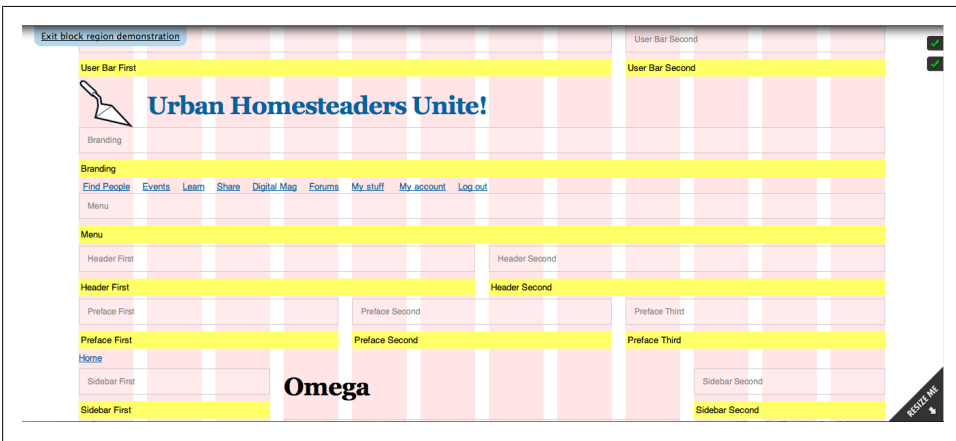 Exit block region demonstration
User Bar Second
User Bar First
User Bar Second
Urban Homesteaders Unite!
Branding
Branding
Find People Events Learn Share Digital Mag Forums My stuff My account Log out
Menu
Menu
Header First
Header Second
Header First
Header Second
Preface First
Preface Second
Preface Third
Preface First
Preface Second
Preface Third
Home
Sidebar First
Omega
Sidebar Second
Sidebar First
Sidebar Second
RESIZE ME